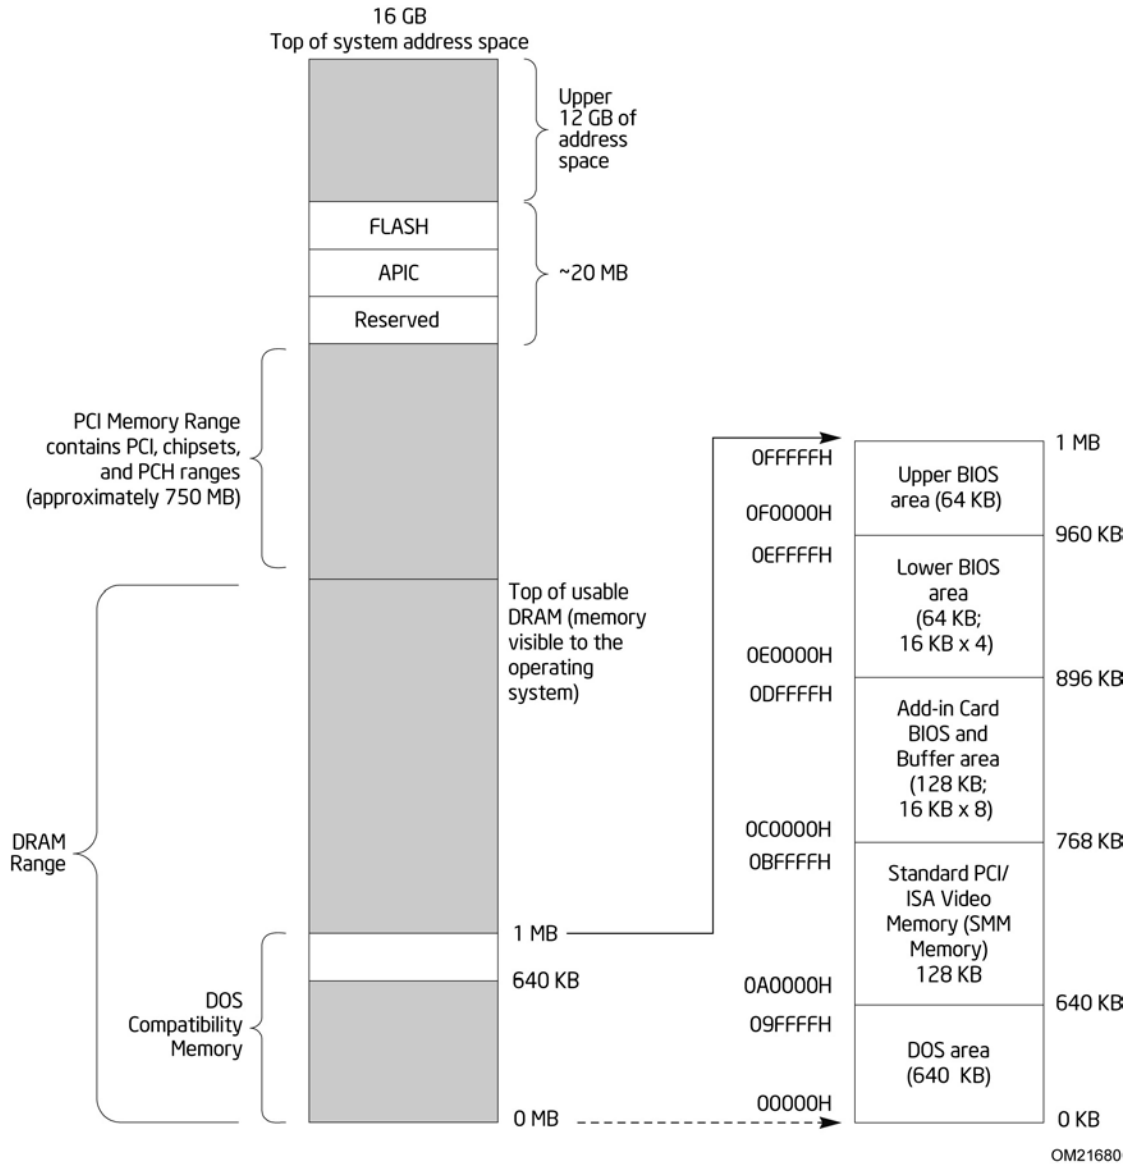 16 GB
Top of system address space
Upper
12 GB of
address
space
FLASH
APIC
Reserved
~20 MB
PCI Memory Range
contains PCI, chipsets,
and PCH ranges
(approximately 750 MB)
Top of usable
DRAM (memory
visible to the
operating
system)
DRAM
Range
1 MB
640 KB
DOS
Compatibility
Memory
0 MB
0FFFFFH
0F0000H
0EFFFFH
0E0000H
0DFFFFH
0C0000H
0BFFFFH
0A0000H
09FFFFH
00000H
Upper BIOS
area (64 KB)
Lower BIOS
area
(64 KB;
16 KB x 4)
Add-in Card
BIOS and
Buffer area
(128 KB;
16 KB x 8)
Standard PCI/
ISA Video
Memory (SMM
Memory)
128 KB
DOS area
(640 KB)
1 MB
960 KB
896 KB
768 KB
640 KB
0 KB
OM21680